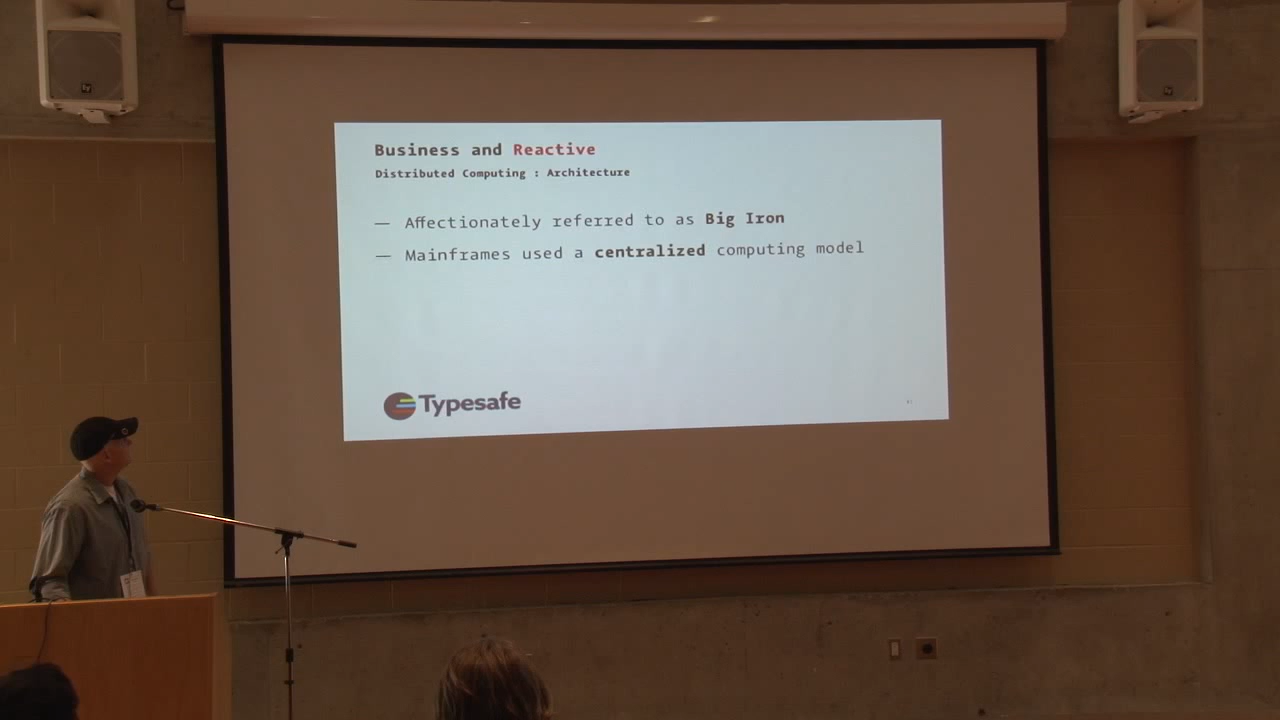 Business and Reactive
Distributed Computing : Architecture
— Affectionately referred to as Big Iron
— Mainframes used a centralized computing model
Typesafe